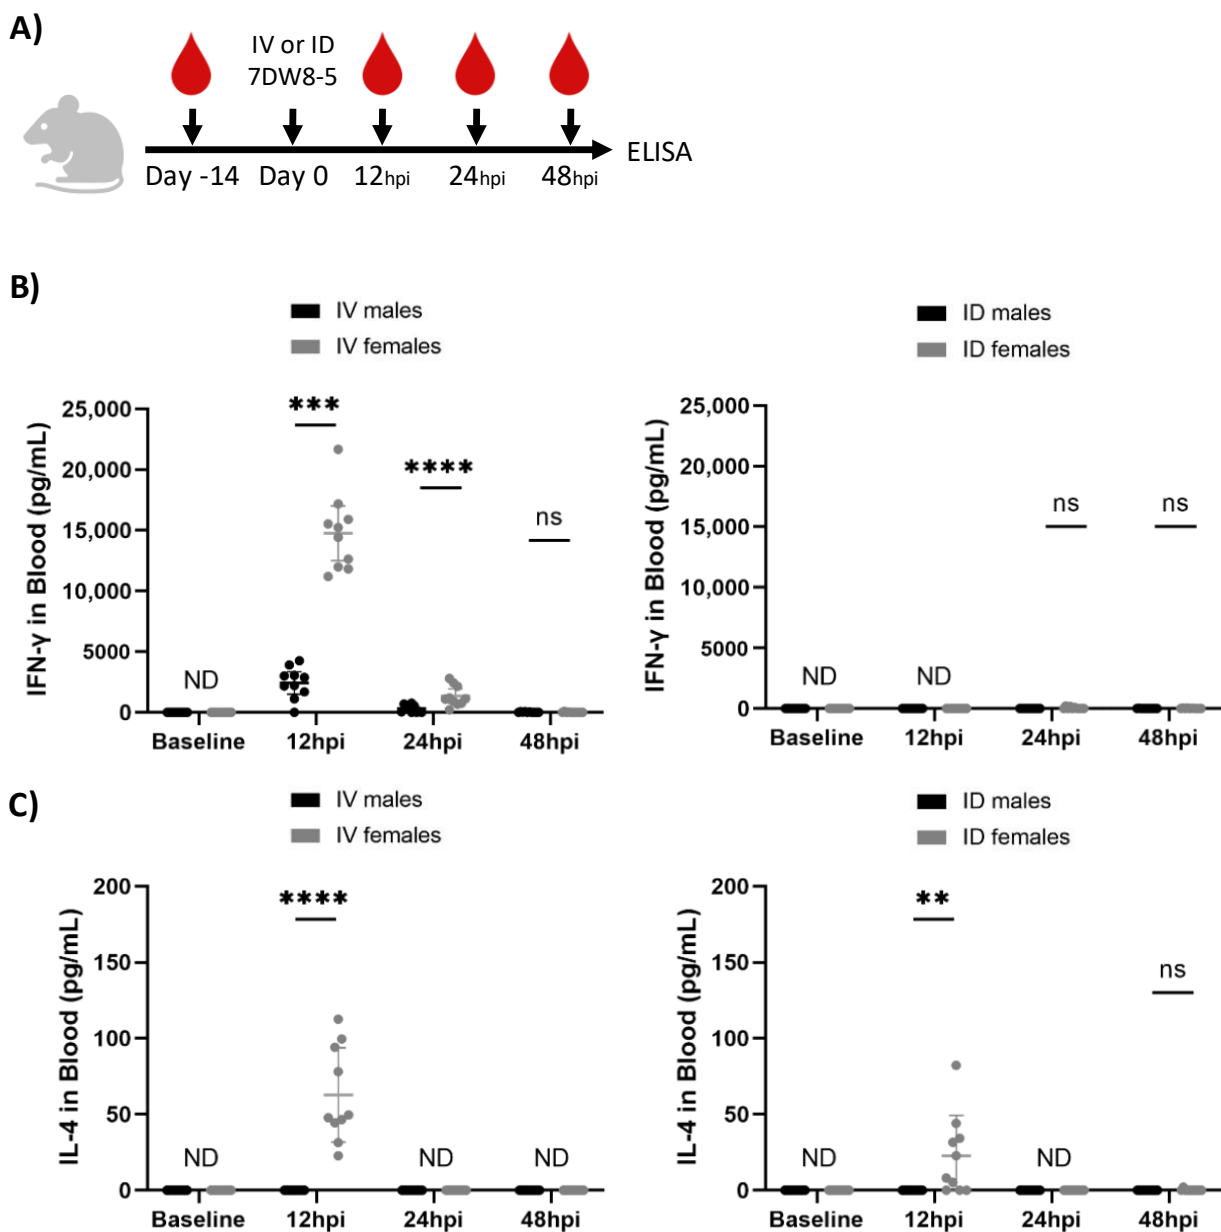 A)
IV or ID
7DW8-5
ELISA
Day -14 Day 0 12hpi 24hpi 48hpi
B)
IV males
IV females
ID males
ID females
IFN-γ in Blood (pg/mL)
25,000
20,000
15,000
10,000
5000
0
ND
***
****
ns
Baseline 12hpi 24hpi 48hpi
IFN-γ in Blood (pg/mL)
25,000
20,000
15,000
10,000
5000
0
ND
ND
ns
ns
Baseline 12hpi 24hpi 48hpi
C)
IV males
IV females
ID males
ID females
IL-4 in Blood (pg/mL)
200
150
100
50
0
ND
****
ND
ND
Baseline 12hpi 24hpi 48hpi
IL-4 in Blood (pg/mL)
200
150
100
50
0
ND
**
ND
ns
Baseline 12hpi 24hpi 48hpi